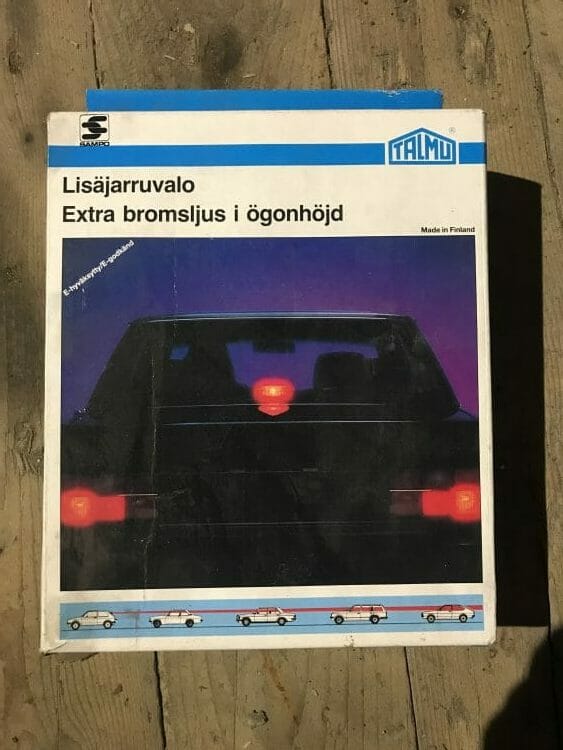 SAMPO
TALMU®
Lisäjarruvalo
Extra bromsljus i ögonhöjd
Made in Finland
E-hyväksytty/E-godkänd